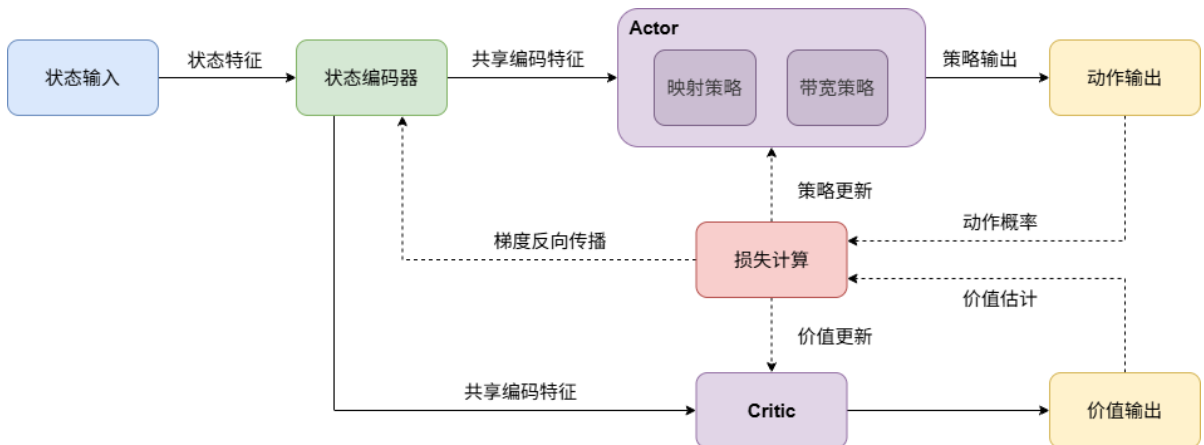 Actor
状态输入
状态特征
状态编码器
共享编码特征
映射策略
带宽策略
策略输出
动作输出
策略更新
动作概率
梯度反向传播
损失计算
价值估计
价值更新
共享编码特征
Critic
价值输出